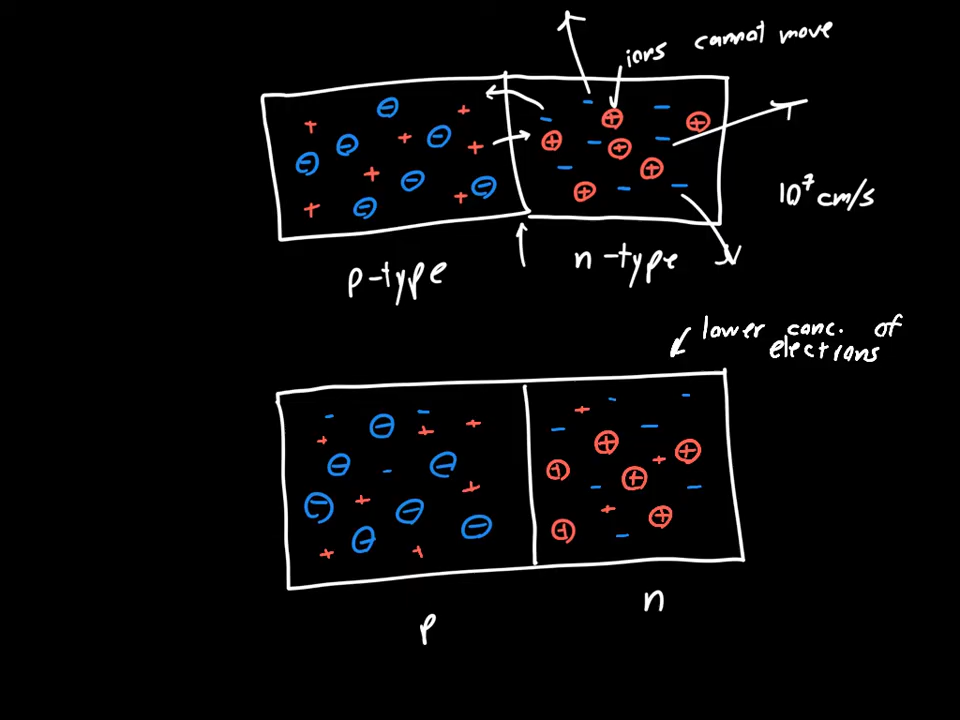 ions cannot move
10⁷ cm/s
p-type
n-type
lower conc. of
electrons
p
n